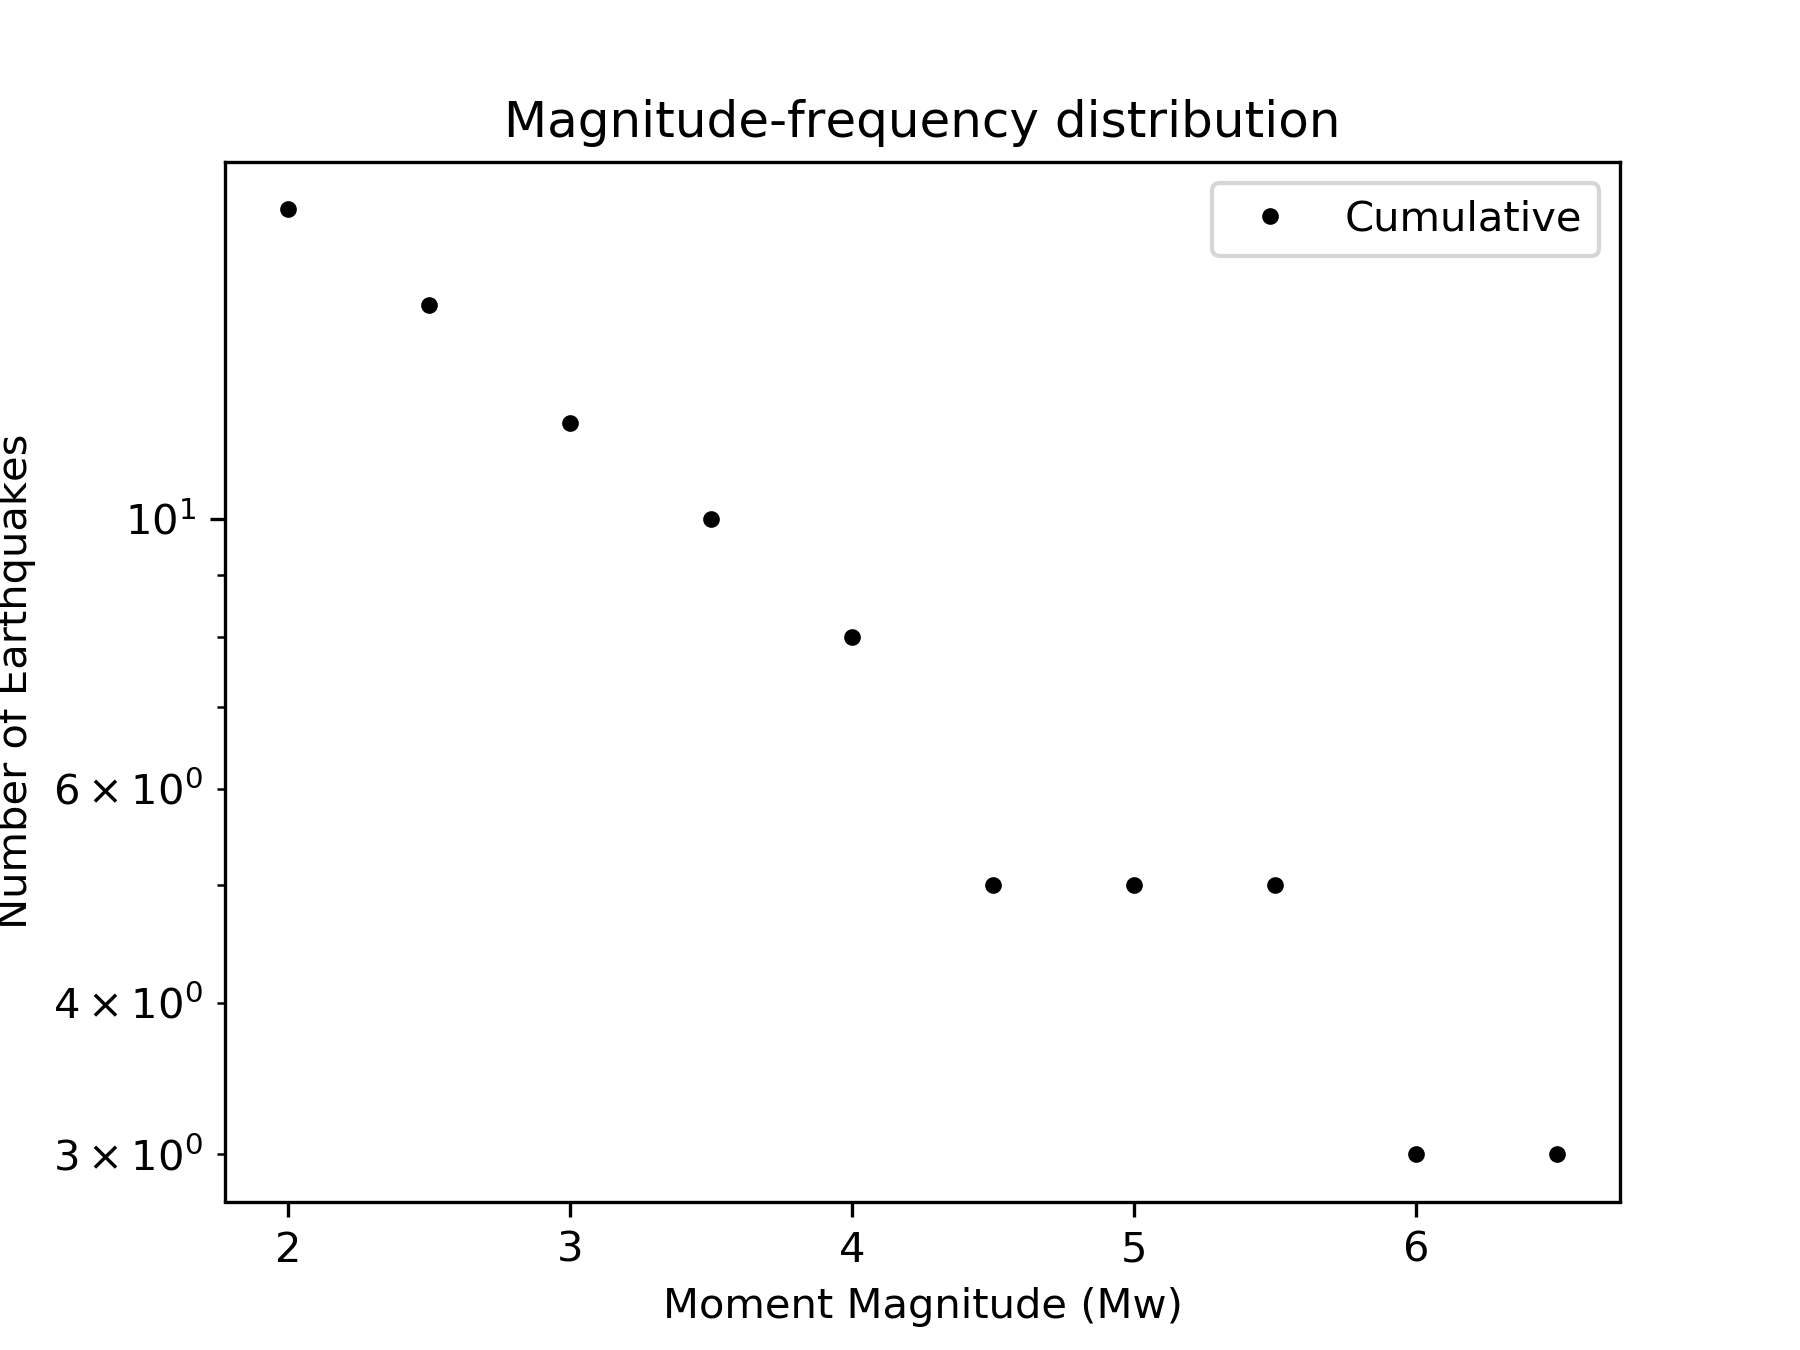 Magnitude-frequency distribution
Cumulative
Number of Earthquakes
10¹
6 × 10⁰
4 × 10⁰
3 × 10⁰
2 3 4 5 6
Moment Magnitude (Mw)